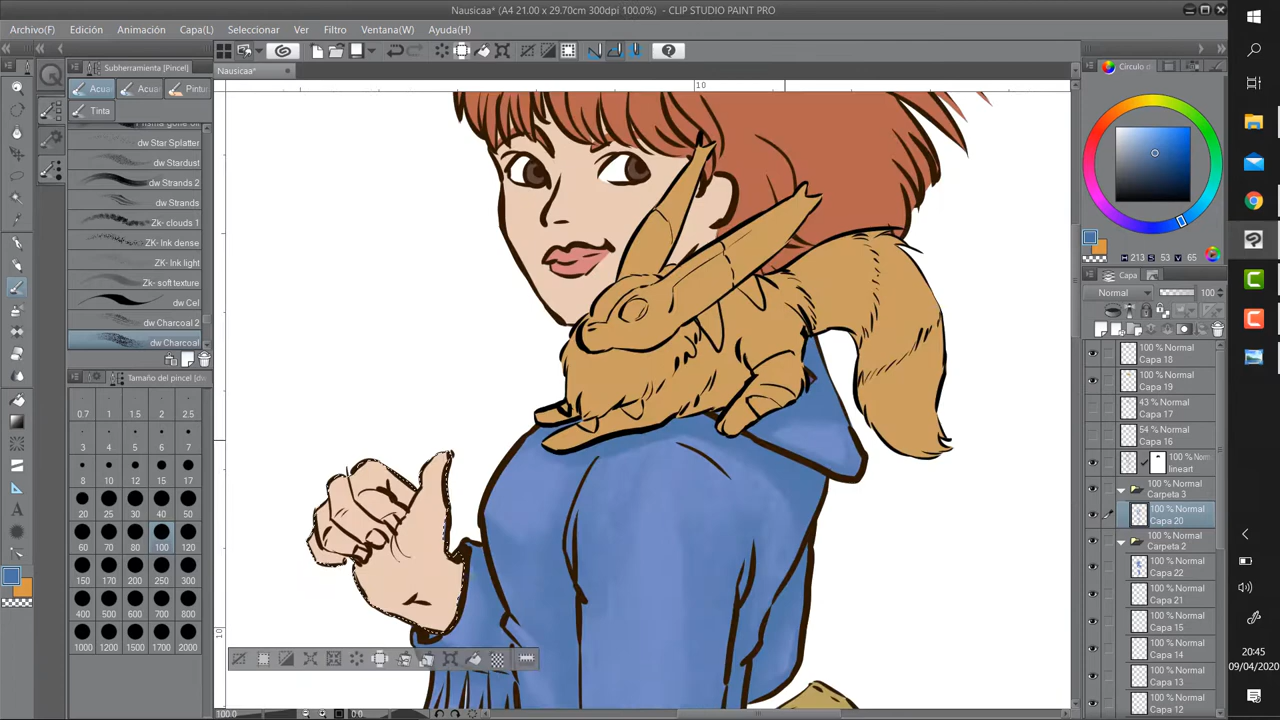 Nausicaa* (A4 21.00 x 29.70cm 300dpi 100.0%) - CLIP STUDIO PAINT PRO
Archivo(F) Edición Animación Capa(L) Seleccionar Ver Filtro Ventana(W) Ayuda(H)
Subherramienta [Pincel]
Nausicaa*
Círculo
Acua Acua Pintu
Tinta
10
dw Star Splatter
dw Stardust
dw Strands 2
dw Strands
Zk- clouds 1
ZK- Ink dense
ZK- Ink light
ZK- soft texture
dw Cel
dw Charcoal 2
dw Charcoal
Tamaño del pincel [dw
0.7 1 1.5 2 2.5
3 4 5 6 7
8 10 12 15 17
20 25 30 40 50
60 70 80 100 120
150 170 200 250 300
400 500 600 700 800
1000 1200 1500 1700 2000
10
100.0
0.0
H 213 S 53 V 65
Capa
Normal 100
100 % Normal
Capa 18
100 % Normal
Capa 19
43 % Normal
Capa 17
54 % Normal
Capa 16
100 % Norm
lineart
100 % Normal
Carpeta 3
100 % Normal
Capa 20
100 % Normal
Carpeta 2
100 % Normal
Capa 22
100 % Normal
Capa 21
100 % Normal
Capa 15
100 % Normal
Capa 14
100 % Normal
Capa 13
100 % Normal
Capa 12
20:45
09/04/2020